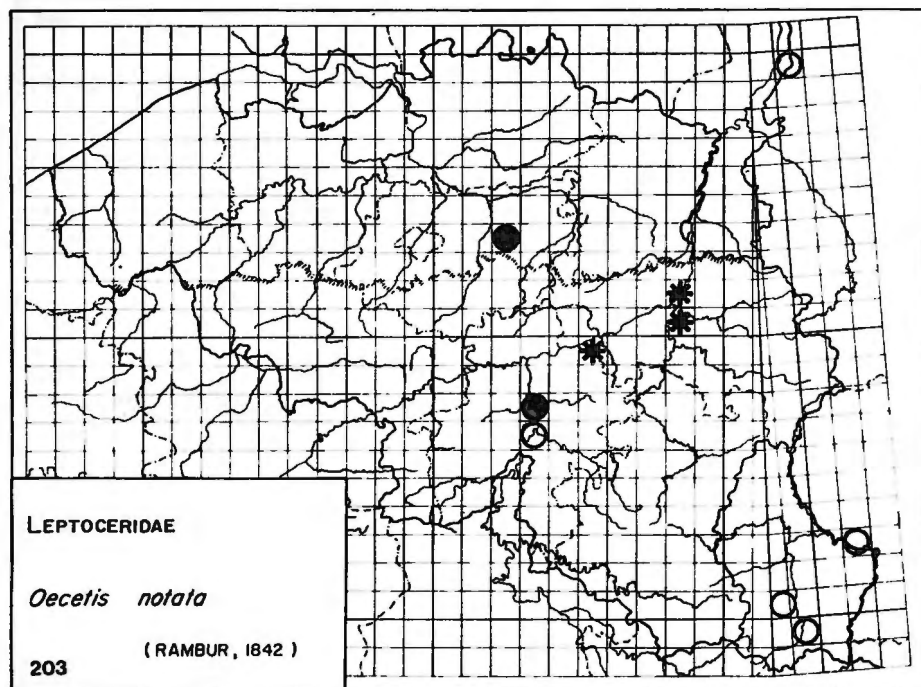 LEPTOCERIDAE
Oecetis notata
(RAMBUR, 1842)
203